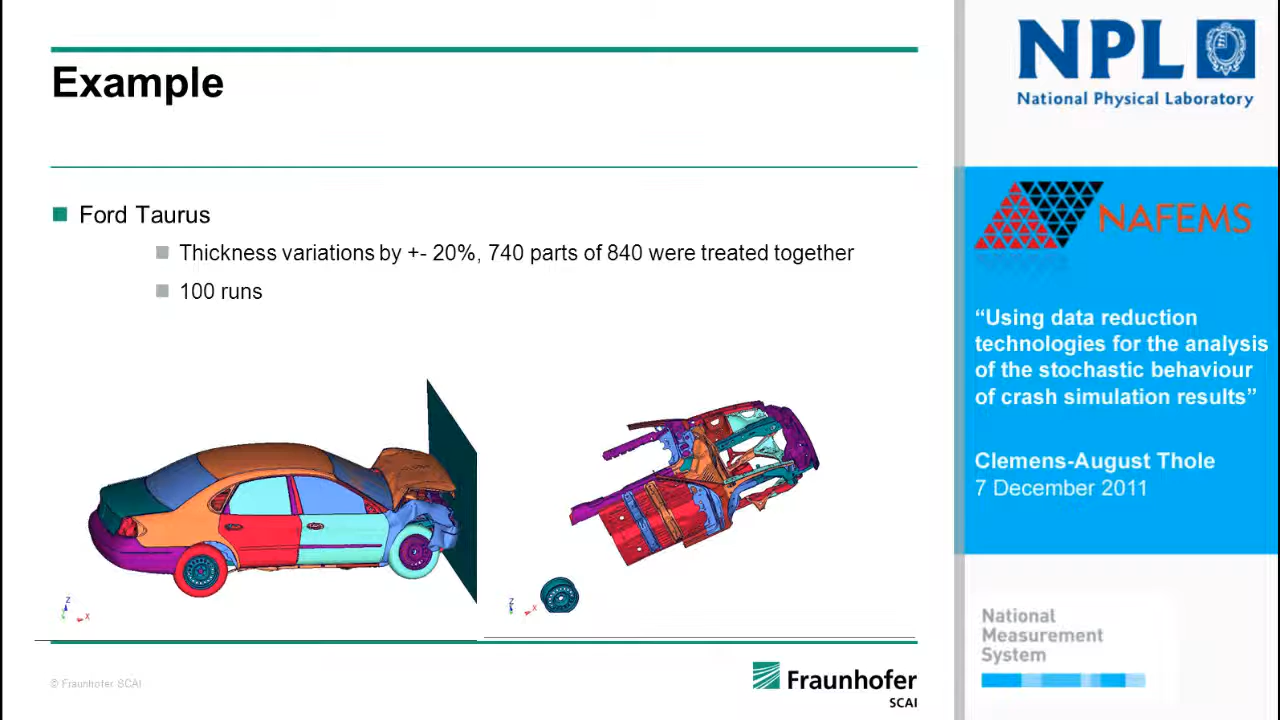 Example
Ford Taurus
Thickness variations by +- 20%, 740 parts of 840 were treated together
100 runs
Z
X
Z
X
© Fraunhofer SCAI
Fraunhofer
SCAI
NPL
National Physical Laboratory
NAFEMS
“Using data reduction
technologies for the analysis
of the stochastic behaviour
of crash simulation results”
Clemens-August Thole
7 December 2011
National
Measurement
System